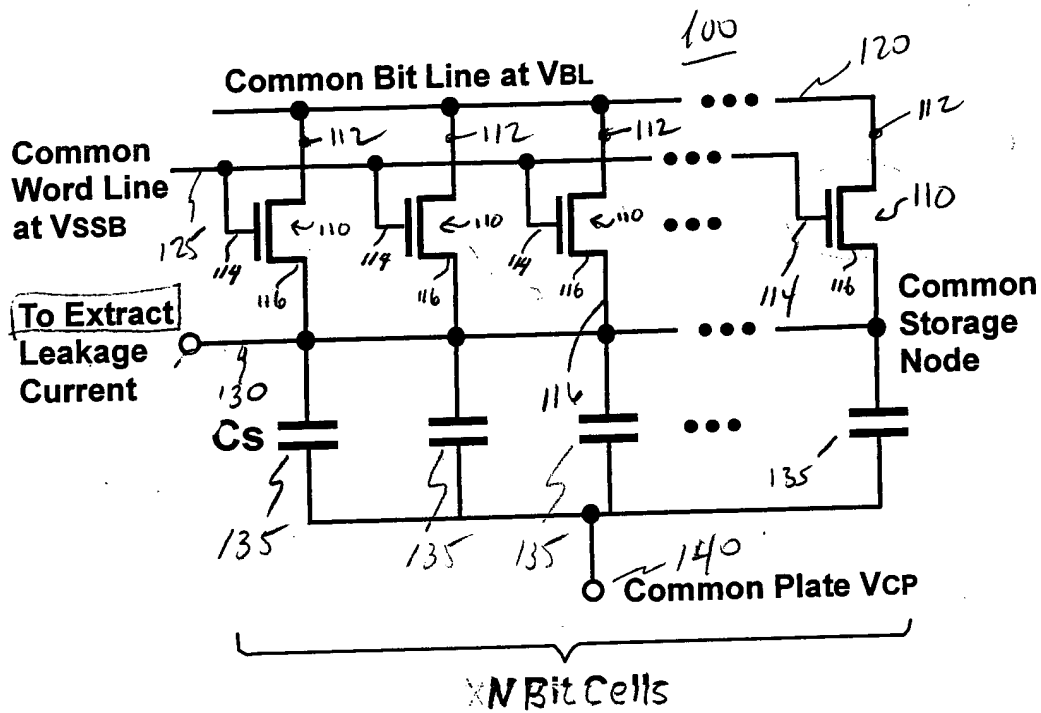 100
120
Common Bit Line at VBL
112
112
112
112
Common
Word Line
at VSSB
125
110
110
110
110
114
114
114
114
116
116
116
116
To Extract
Leakage
Current
130
116
Common
Storage
Node
Cs
135
135
135
135
140
Common Plate VCP
N Bit Cells